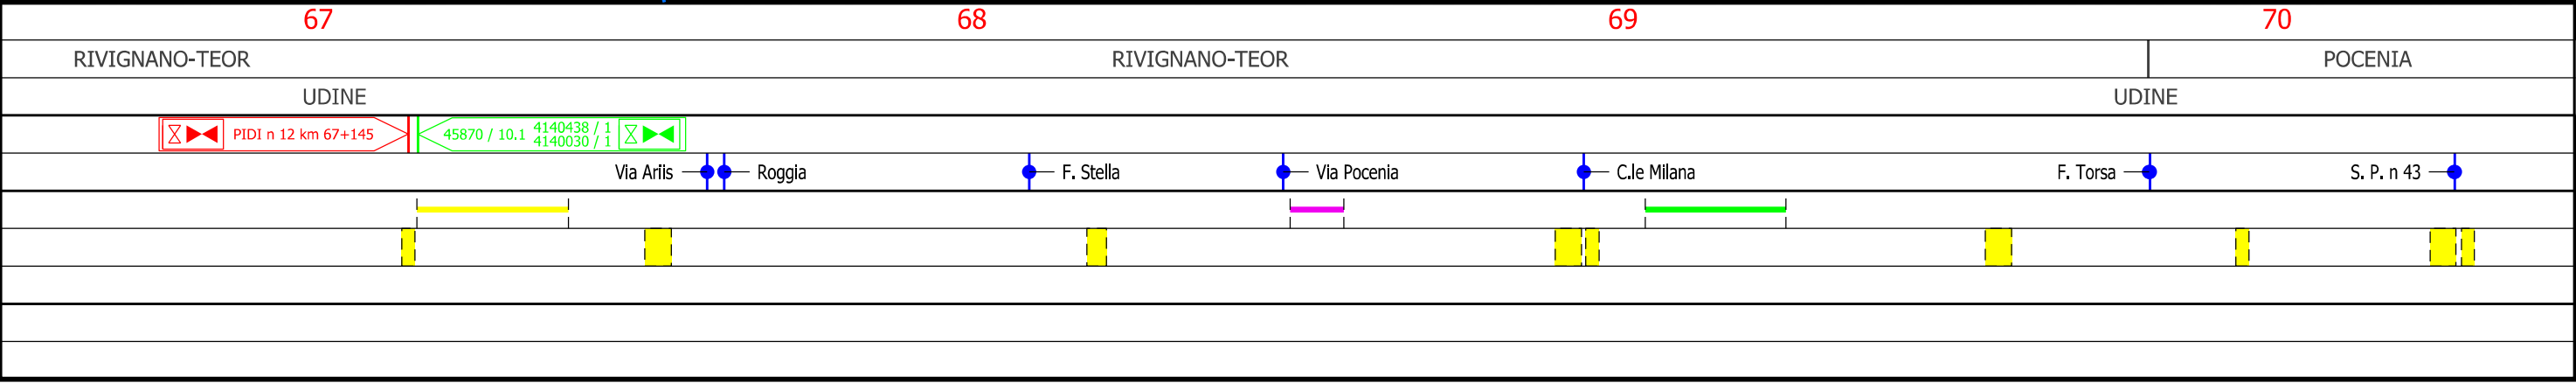 67 68 69 70
RIVIGNANO-TEOR RIVIGNANO-TEOR POCENIA
UDINE UDINE
PIDI n 12 km 67+145 45870 / 10.1 4140438 / 1
4140030 / 1
Via Ariis Roggia F. Stella Via Pocenia C.le Milana F. Torsa S. P. n 43